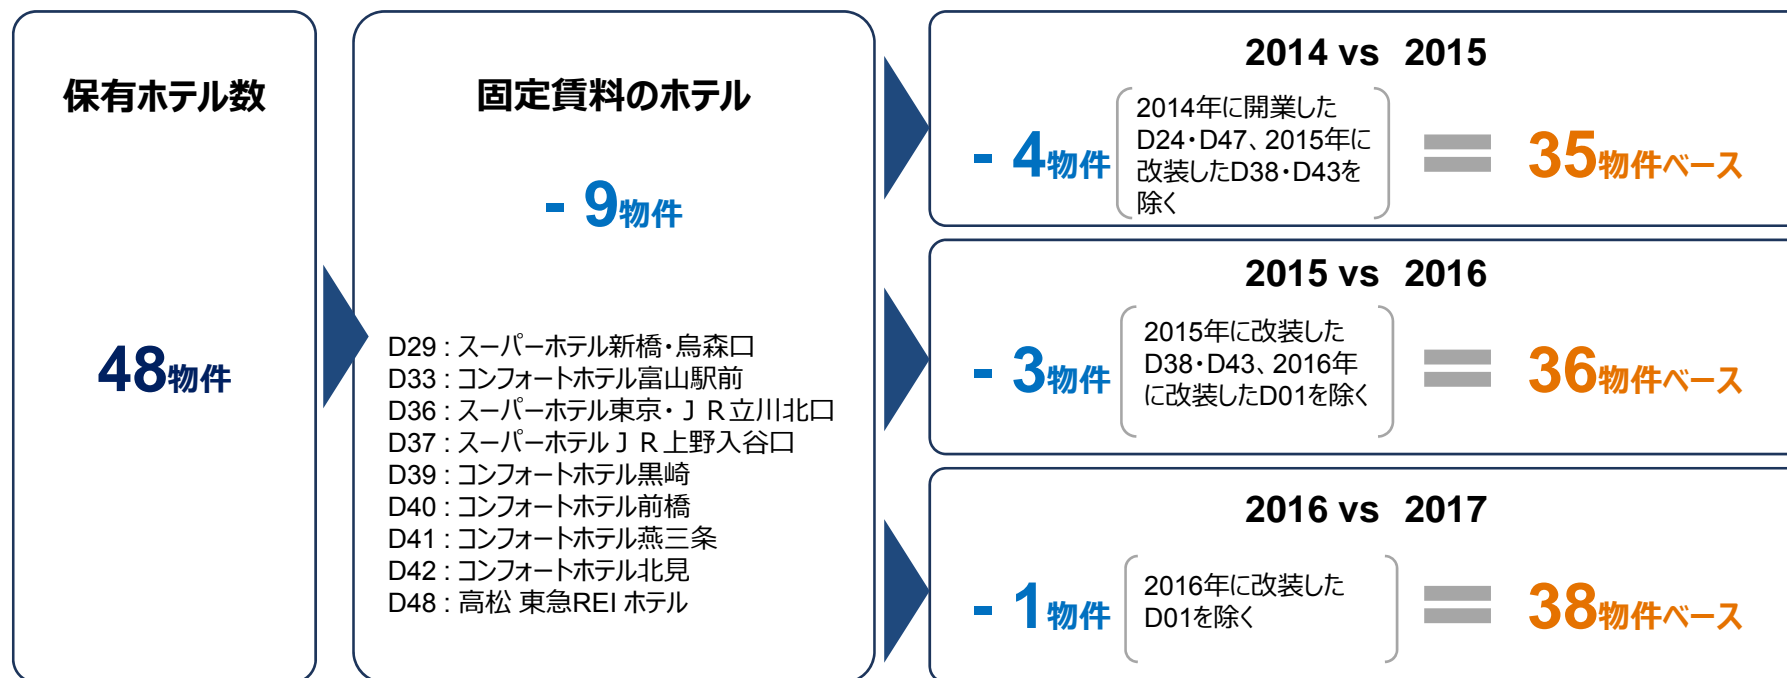 保有ホテル数
48物件
固定賃料のホテル
- 9物件
D29 : スーパーホテル新橋・烏森口
D33 : コンフォートホテル富山駅前
D36 : スーパーホテル東京・ＪＲ立川北口
D37 : スーパーホテルＪＲ上野入谷口
D39 : コンフォートホテル黒崎
D40 : コンフォートホテル前橋
D41 : コンフォートホテル燕三条
D42 : コンフォートホテル北見
D48 : 高松 東急REI ホテル
2014 vs 2015
- 4物件
2014年に開業した
D24・D47、2015年に
改装したD38・D43を
除く
= 35物件ベース
2015 vs 2016
- 3物件
2015年に改装した
D38・D43、2016年
に改装したD01を除く
= 36物件ベース
2016 vs 2017
- 1物件
2016年に改装した
D01を除く
= 38物件ベース